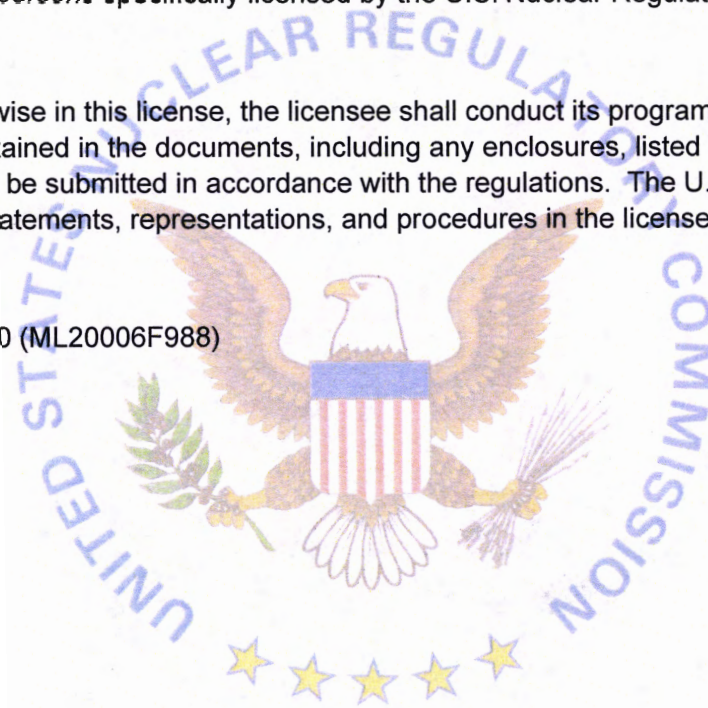 specifically licensed by the U.S. Nuclear Regulat
wise in this license, the licensee shall conduct its program
tained in the documents, including any enclosures, listed
be submitted in accordance with the regulations. The U.
atements, representations, and procedures in the license
0 (ML20006F988)
UNITED STATES NUCLEAR REGULATORY COMMISSION